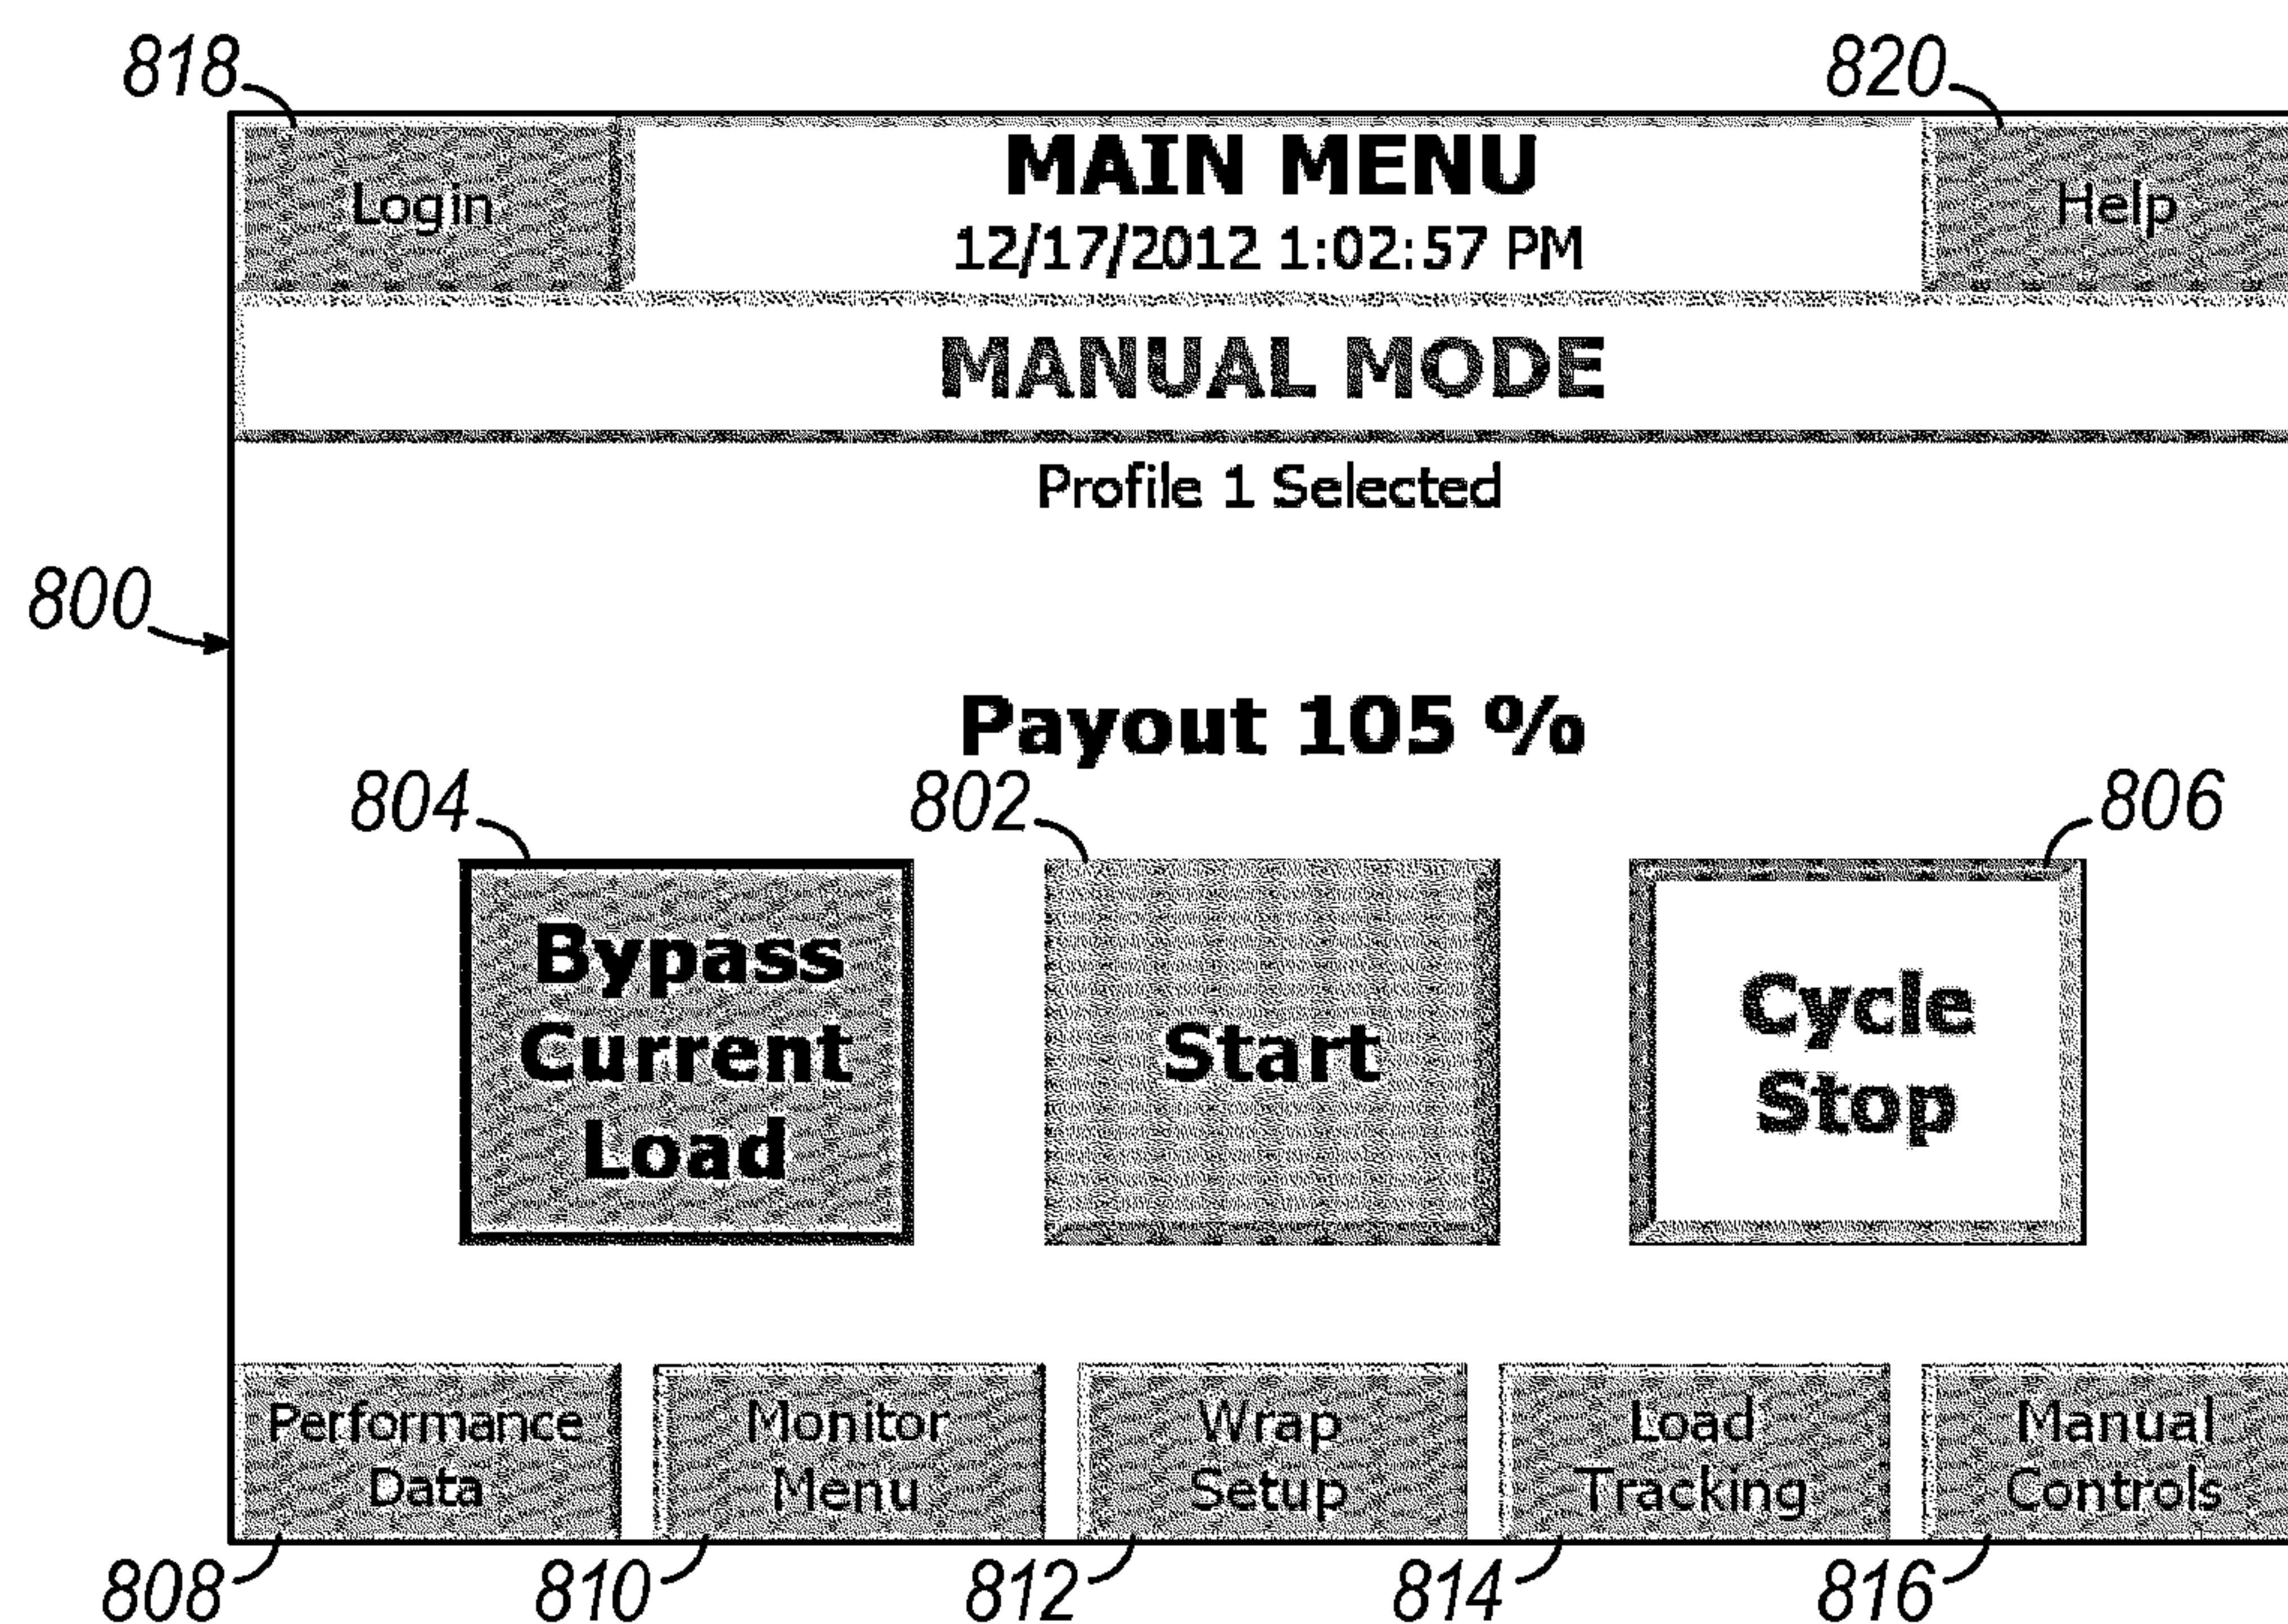 818
820
Login
MAIN MENU
12/17/2012 1:02:57 PM
Help
MANUAL MODE
Profile 1 Selected
800
Payout 105 %
804
802
806
Bypass
Current
Load
Start
Cycle
Stop
Performance
Data
Monitor
Menu
Wrap
Setup
Load
Tracking
Manual
Controls
808
810
812
814
816